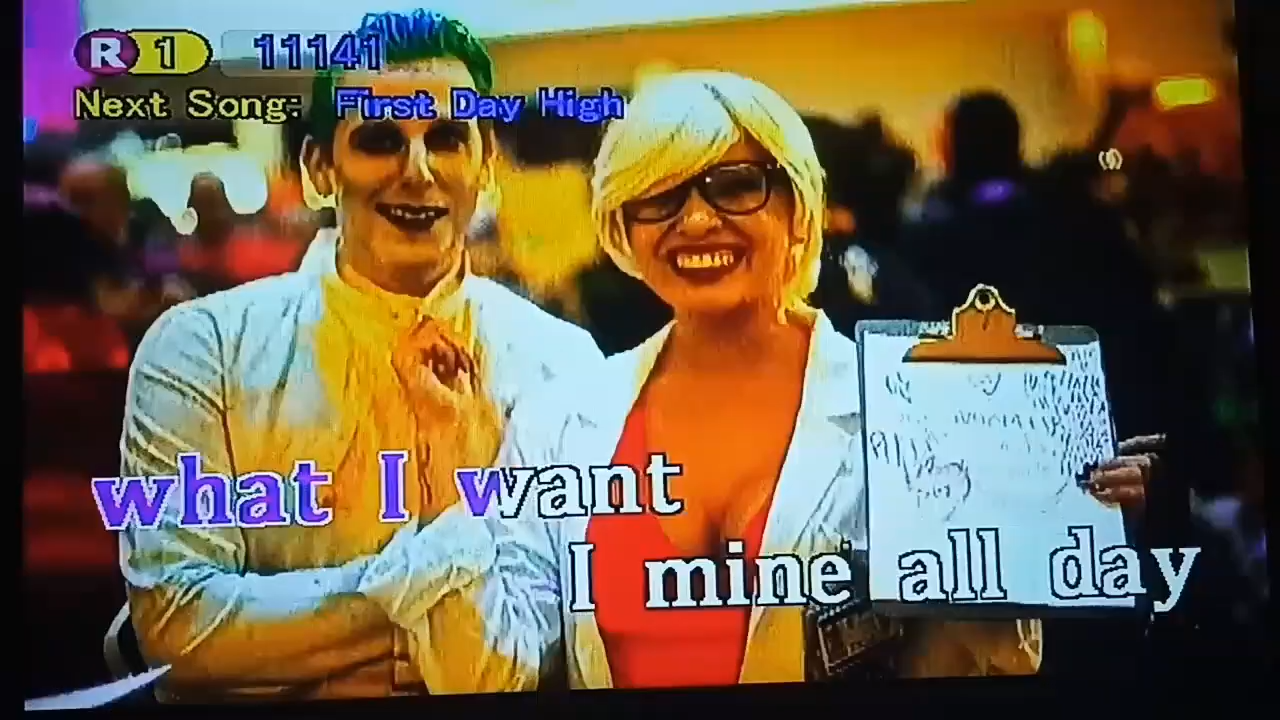 R 1 11141
Next Song: First Day High
what I want
I mine all day